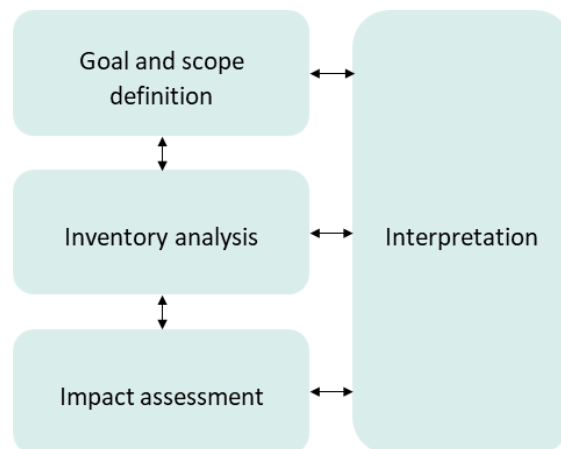 Goal and scope
definition
Inventory analysis
Interpretation
Impact assessment